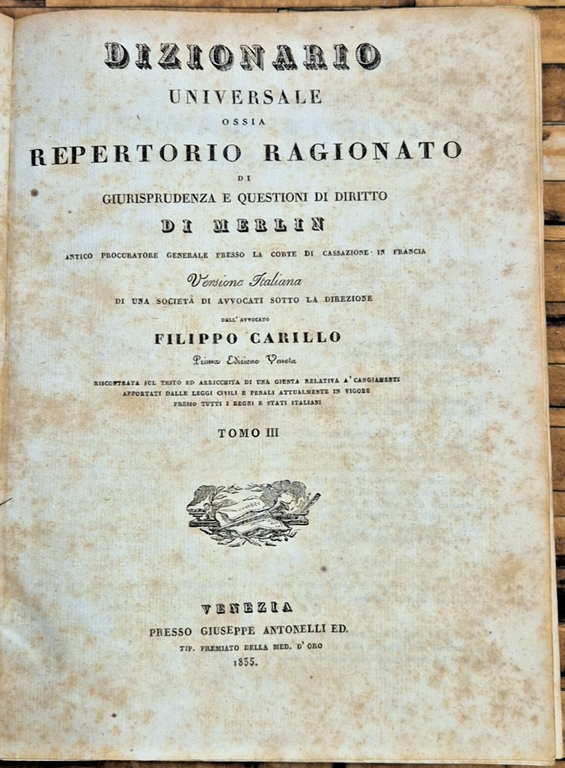 DIZIONARIO
UNIVERSALE
OSSIA
REPERTORIO RAGIONATO
DI
GIURISPRUDENZA E QUESTIONI DI DIRITTO
DI MERLIN
ANTICO PROCURATORE GENERALE PRESSO LA CORTE DI CASSAZIONE IN FRANCIA
Versione Italiana
DI UNA SOCIETÀ DI AVVOCATI SOTTO LA DIREZIONE
DELL' AVVOCATO
FILIPPO CARILLO
Prima Edizione Veneta
RISCONTRATA SUL TESTO ED ARRICCHITA DI UNA GIUNTA RELATIVA A' CANGIAMENTI
APPORTATI DALLE LEGGI CIVILI E PENALI ATTUALMENTE IN VIGORE
PRESSO TUTTI I REGNI E STATI ITALIANI
TOMO III
VENEZIA
PRESSO GIUSEPPE ANTONELLI ED.
TIP. PREMIATO DELLA MED. D' ORO
1835.